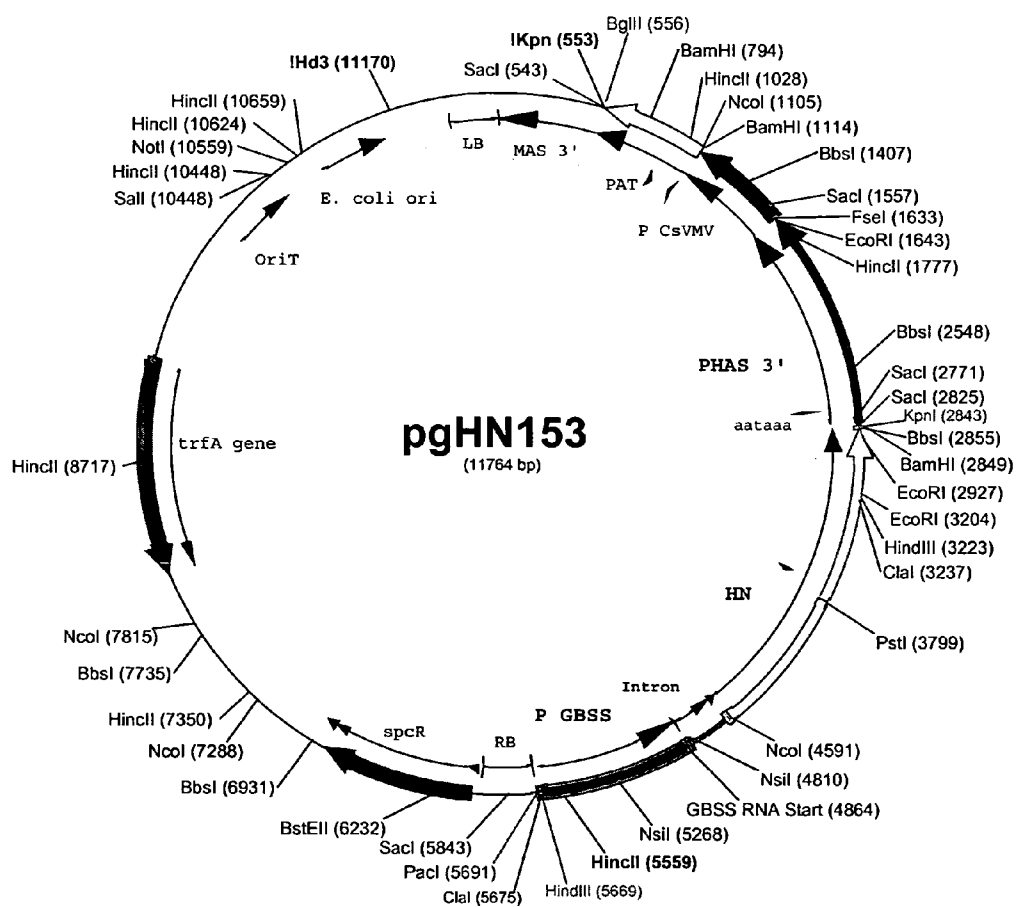 BglII (556)
!Kpn (553)
SacI (543)
BamHI (794)
HincII (1028)
NcoI (1105)
BamHI (1114)
BbsI (1407)
SacI (1557)
FseI (1633)
EcoRI (1643)
HincII (1777)
BbsI (2548)
SacI (2771)
SacI (2825)
KpnI (2843)
BbsI (2855)
BamHI (2849)
EcoRI (2927)
EcoRI (3204)
HindIII (3223)
ClaI (3237)
PstI (3799)
NcoI (4591)
NsiI (4810)
GBSS RNA Start (4864)
NsiI (5268)
HincII (5559)
HindIII (5669)
ClaI (5675)
PacI (5691)
SacI (5843)
BstEII (6232)
BbsI (6931)
NcoI (7288)
HincII (7350)
BbsI (7735)
NcoI (7815)
HincII (8717)
SalI (10448)
HincII (10448)
NotI (10559)
HincII (10624)
HincII (10659)
!Hd3 (11170)
LB
MAS 3'
PAT
P CsVMV
PHAS 3'
aataaa
HN
Intron
P GBSS
RB
spcR
trfA gene
OriT
E. coli ori
pgHN153
(11764 bp)